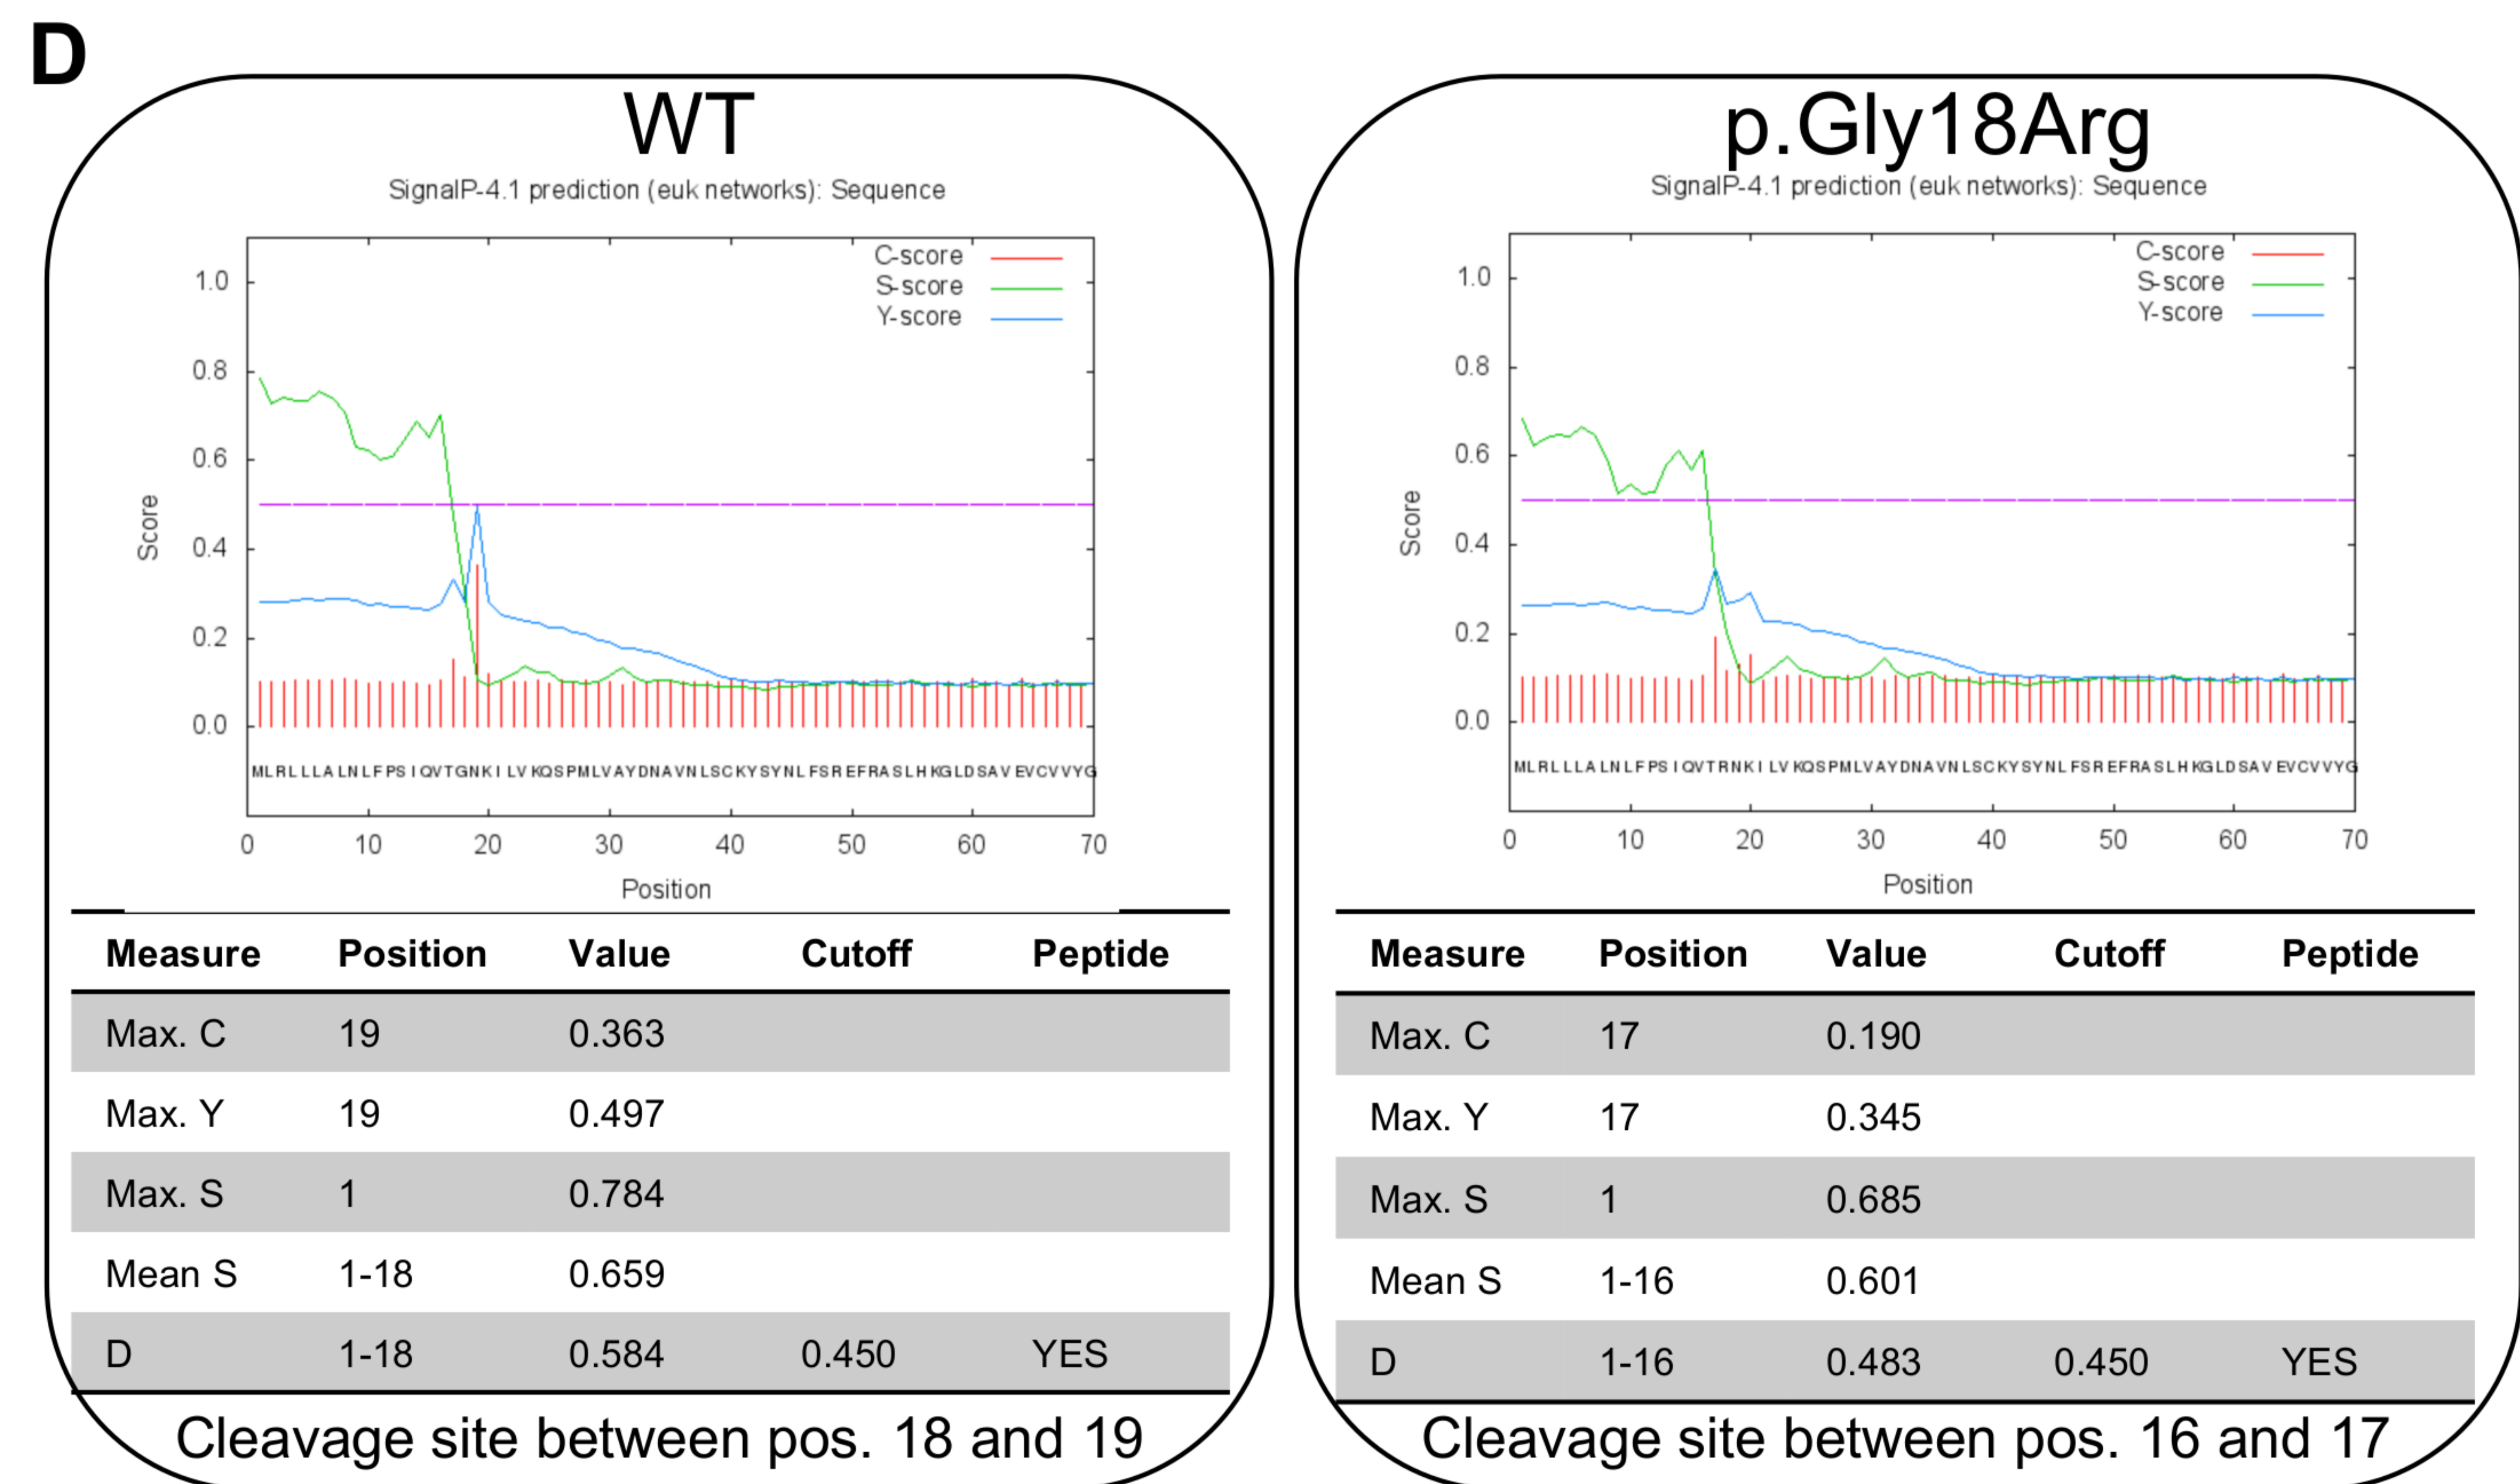 D
WT
SignalP-4.1 prediction (euk networks): Sequence
C-score
S-score
Y-score
1.0
0.8
0.6
0.4
0.2
0.0
Score
MLRLLLALNLFPSIQVTGNKILVKQSPMLVAYDNAVNLSCKYSYNLFSREFRASLHKGLDSAVEVCVVYG
0 10 20 30 40 50 60 70
Position
Measure Position Value Cutoff Peptide
Max. C 19 0.363
Max. Y 19 0.497
Max. S 1 0.784
Mean S 1-18 0.659
D 1-18 0.584 0.450 YES
Cleavage site between pos. 18 and 19
p.Gly18Arg
SignalP-4.1 prediction (euk networks): Sequence
C-score
S-score
Y-score
1.0
0.8
0.6
0.4
0.2
0.0
Score
MLRLLLALNLFPSIQVTRNKILVKQSPMLVAYDNAVNLSCKYSYNLFSREFRASLHKGLDSAVEVCVVYG
0 10 20 30 40 50 60 70
Position
Measure Position Value Cutoff Peptide
Max. C 17 0.190
Max. Y 17 0.345
Max. S 1 0.685
Mean S 1-16 0.601
D 1-16 0.483 0.450 YES
Cleavage site between pos. 16 and 17